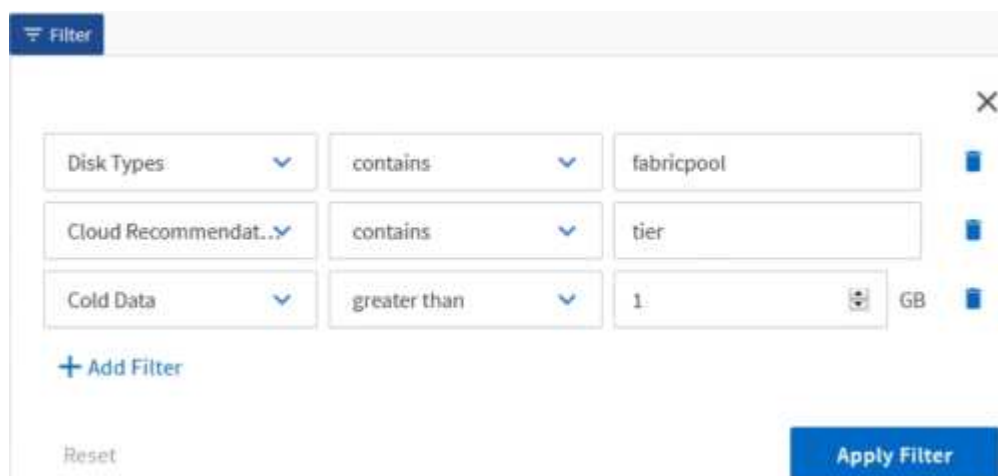 Filter
Disk Types contains fabricpool
Cloud Recommendat... contains tier
Cold Data greater than 1 GB
Add Filter
Reset Apply Filter